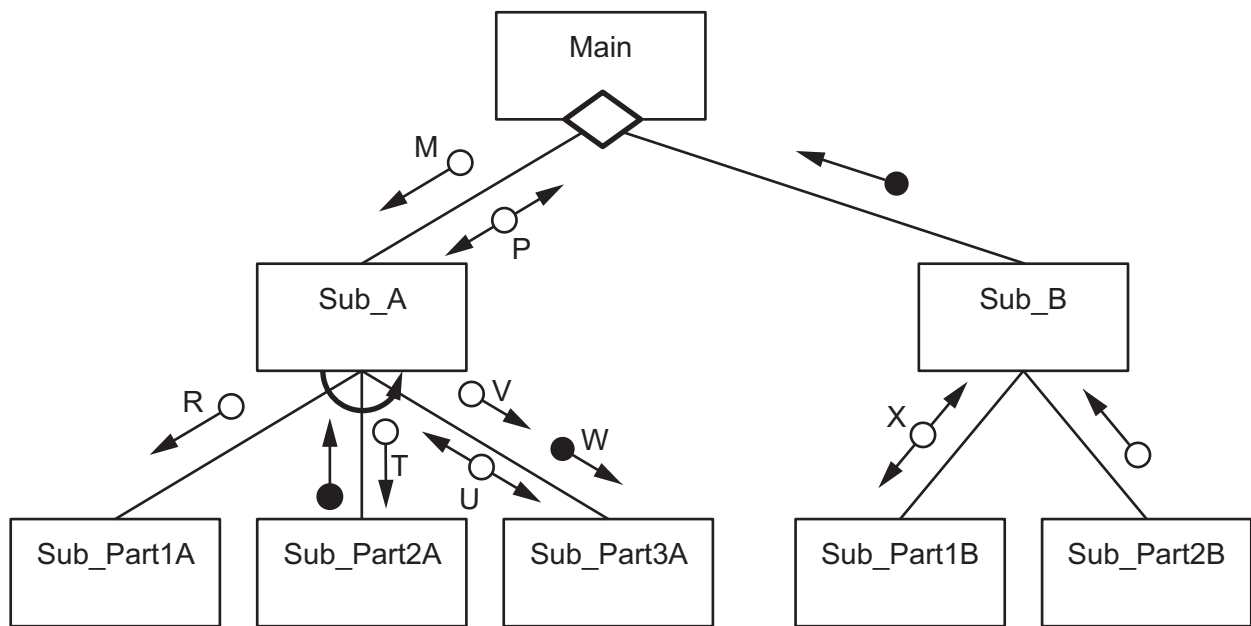 Main
M
P
Sub_A
Sub_B
R
V
X
W
T
U
Sub_Part1A
Sub_Part2A
Sub_Part3A
Sub_Part1B
Sub_Part2B